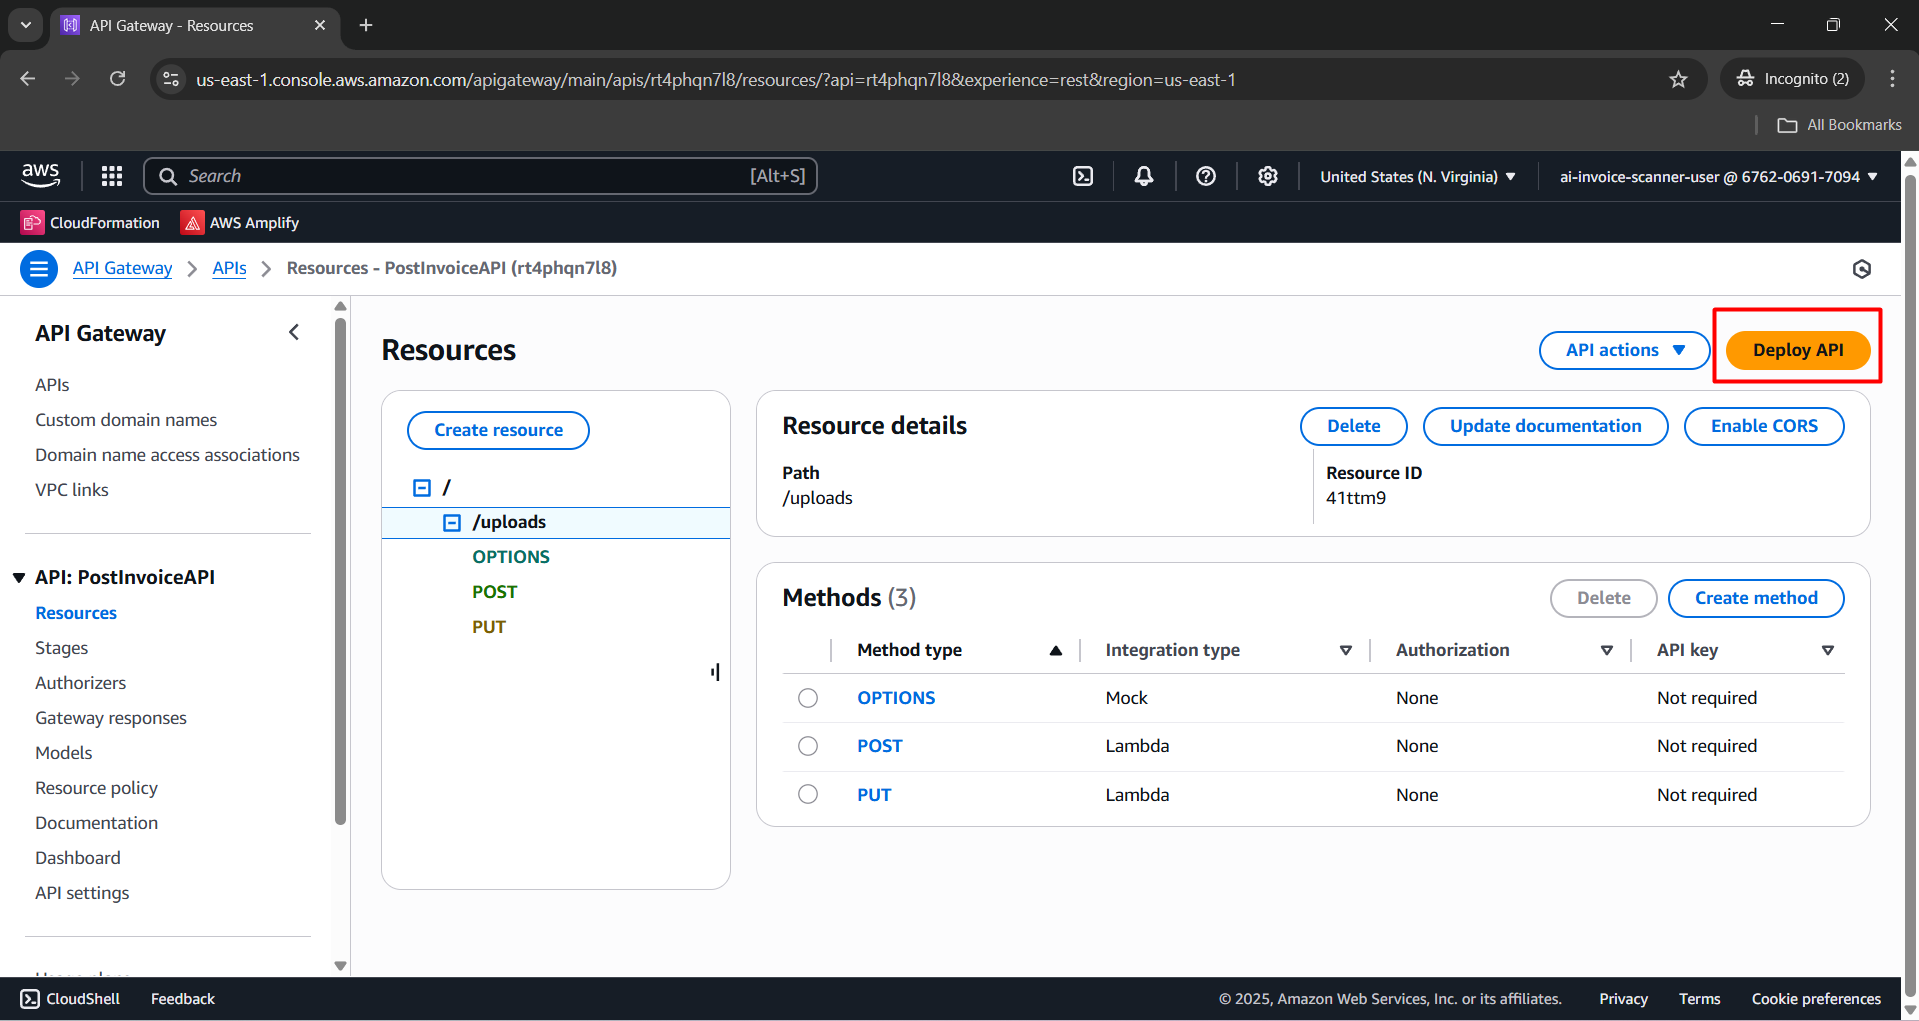 API Gateway - Resources
us-east-1.console.aws.amazon.com/apigateway/main/apis/rt4phqn7l8/resources/?api=rt4phqn7l8&experience=rest&region=us-east-1
Incognito (2)
All Bookmarks
aws
Search
[Alt+S]
United States (N. Virginia)
ai-invoice-scanner-user @ 6762-0691-7094
CloudFormation
AWS Amplify
API Gateway
APIs
Resources - PostInvoiceAPI (rt4phqn7l8)
API Gateway
APIs
Custom domain names
Domain name access associations
VPC links
API: PostInvoiceAPI
Resources
Stages
Authorizers
Gateway responses
Models
Resource policy
Documentation
Dashboard
API settings
Resources
API actions
Deploy API
Create resource
/
/uploads
OPTIONS
POST
PUT
Resource details
Delete
Update documentation
Enable CORS
Path
/uploads
Resource ID
41ttm9
Methods (3)
Delete
Create method
Method type Integration type Authorization API key
OPTIONS Mock None Not required
POST Lambda None Not required
PUT Lambda None Not required
CloudShell
Feedback
© 2025, Amazon Web Services, Inc. or its affiliates.
Privacy
Terms
Cookie preferences